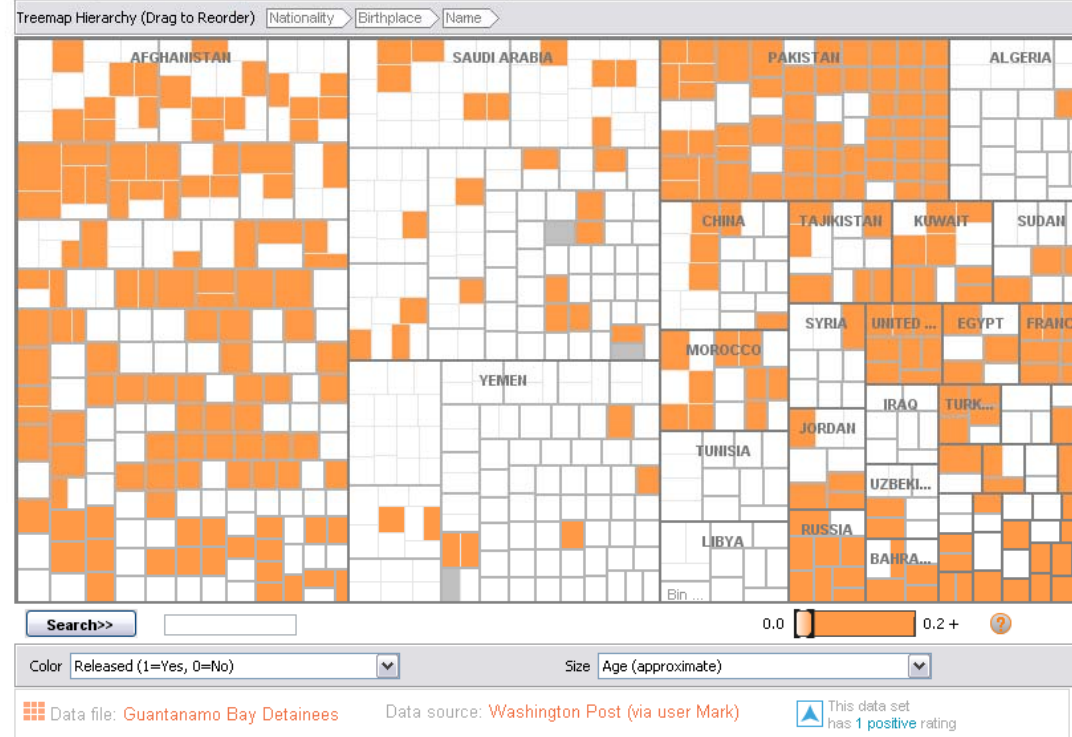 Treemap Hierarchy (Drag to Reorder) Nationality Birthplace Name
AFGHANISTAN SAUDI ARABIA PAKISTAN ALGERIA
CHINA TAJIKISTAN KUWAIT SUDAN
SYRIA UNITED ... EGYPT FRANC
MOROCCO
YEMEN
IRAQ TURK...
JORDAN
TUNISIA
UZBEKI...
RUSSIA
LIBYA
BAHRA...
Bin ...
Search>> 0.0 0.2 + ?
Color Released (1=Yes, 0=No) Size Age (approximate)
Data file: Guantanamo Bay Detainees Data source: Washington Post (via user Mark) This data set
has 1 positive rating